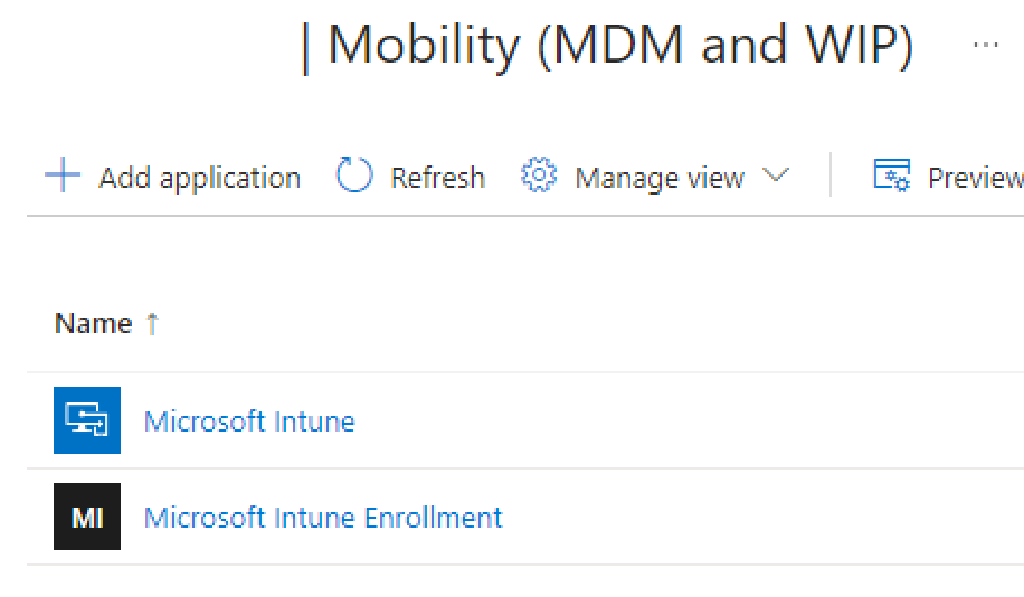 | Mobility (MDM and WIP) ...
Add application Refresh Manage view Preview
Name ↑
Microsoft Intune
MI Microsoft Intune Enrollment